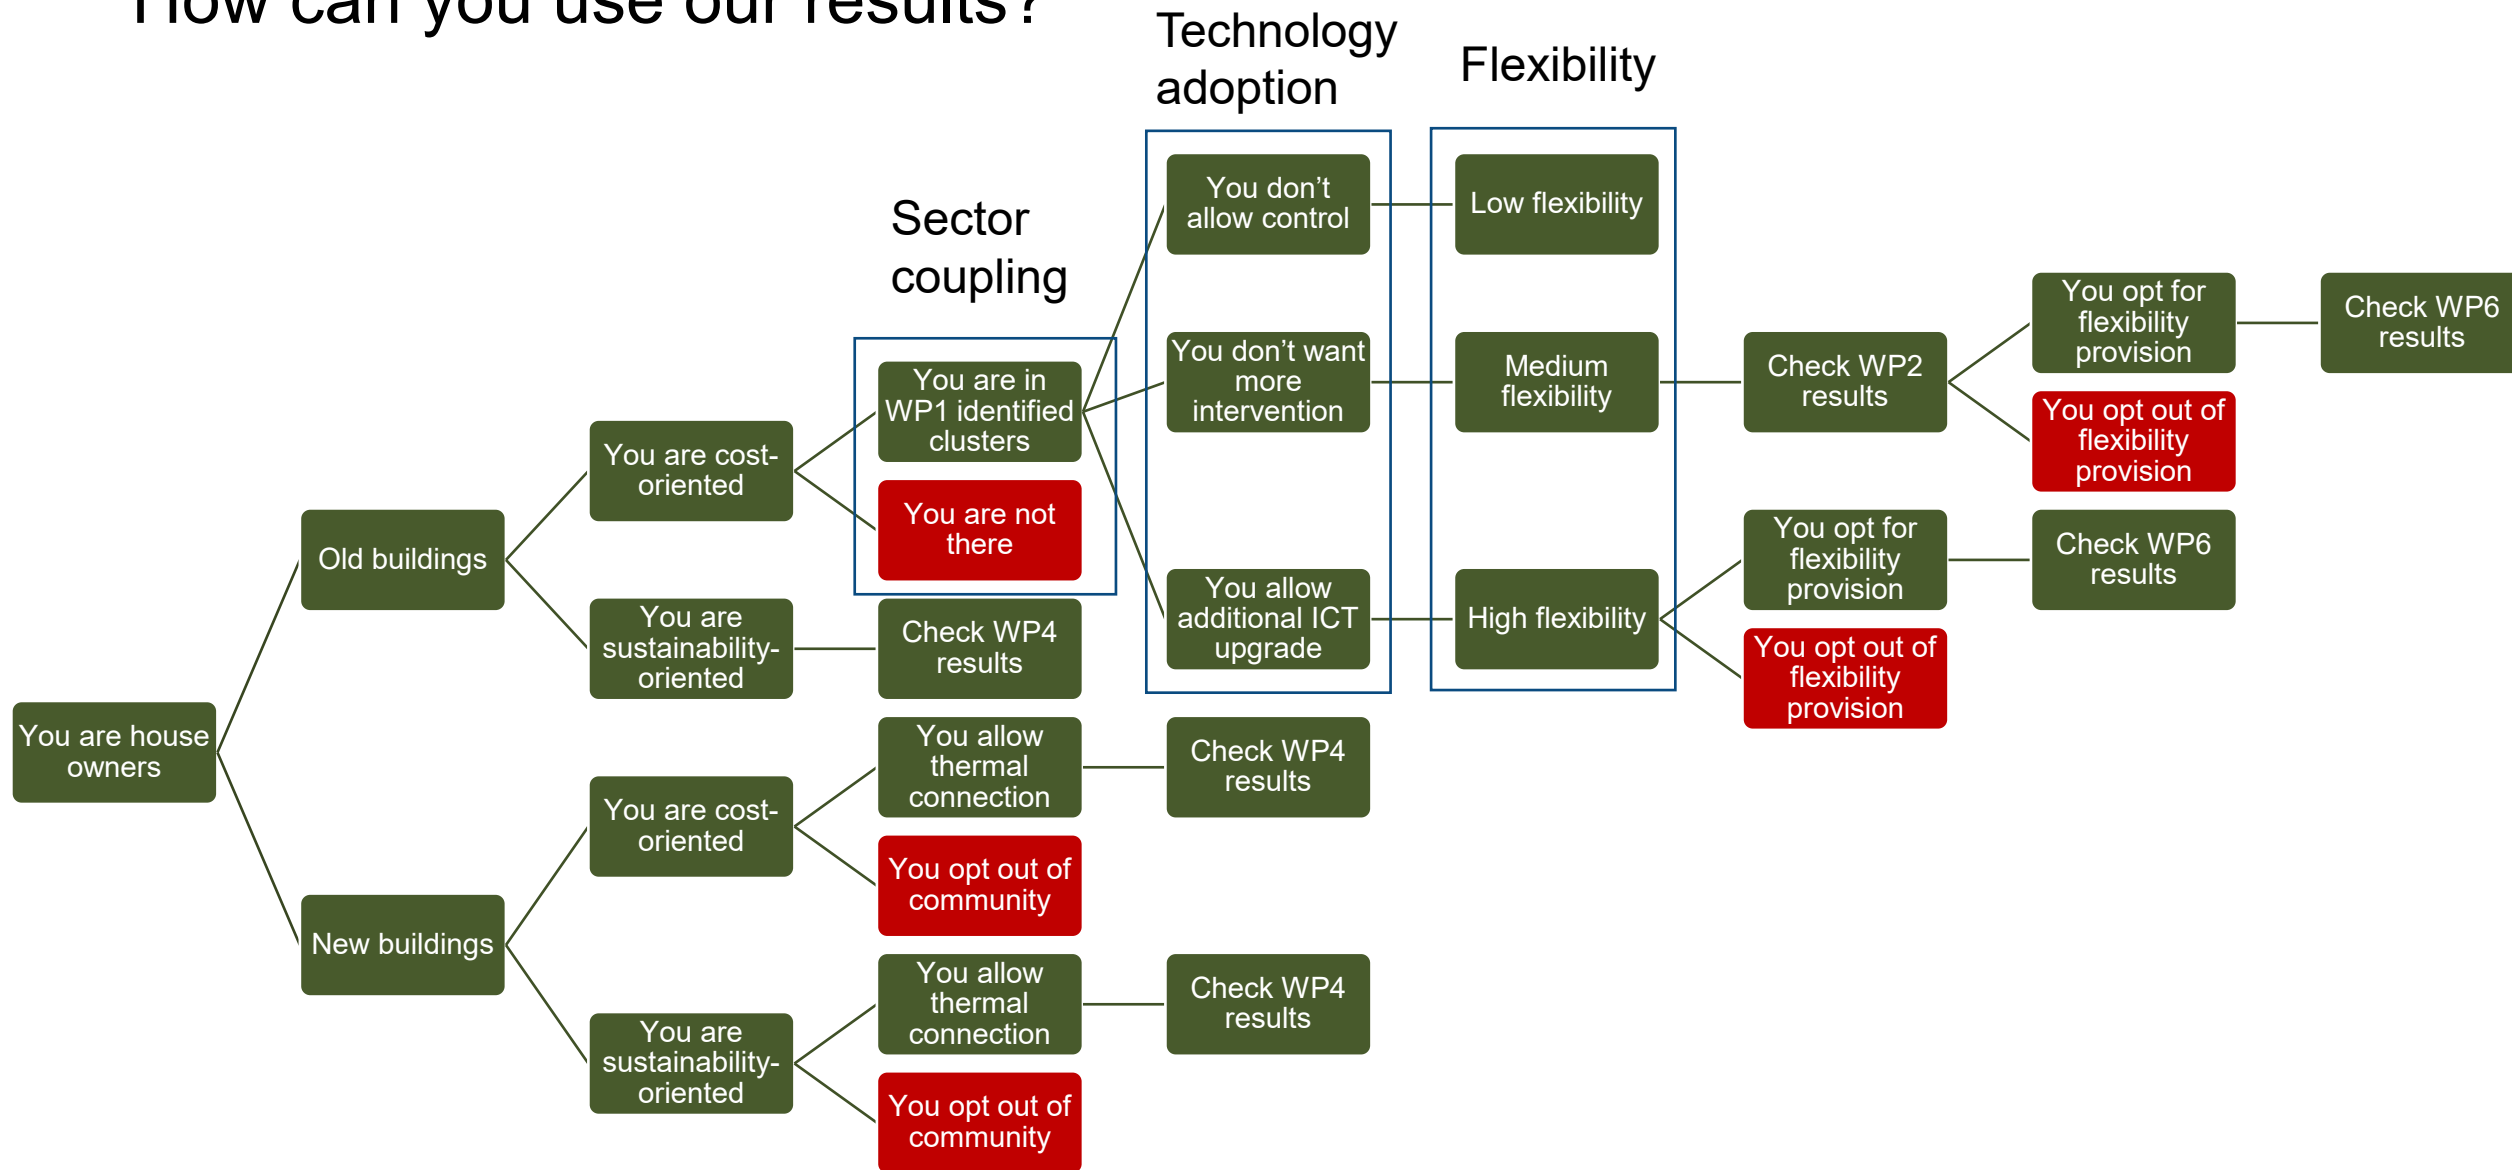 How can you use our results?
Technology
adoption
Flexibility
Sector
coupling
You don’t
allow control
Low flexibility
You are in
WP1 identified
clusters
You don’t want
more
intervention
Medium
flexibility
Check WP2
results
You opt for
flexibility
provision
Check WP6
results
You opt out of
flexibility
provision
You are cost-
oriented
You are not
there
Old buildings
You are
sustainability-
oriented
Check WP4
results
You allow
additional ICT
upgrade
High flexibility
You opt for
flexibility
provision
Check WP6
results
You opt out of
flexibility
provision
You are house
owners
You are cost-
oriented
You allow
thermal
connection
Check WP4
results
You opt out of
community
New buildings
You are
sustainability-
oriented
You allow
thermal
connection
Check WP4
results
You opt out of
community